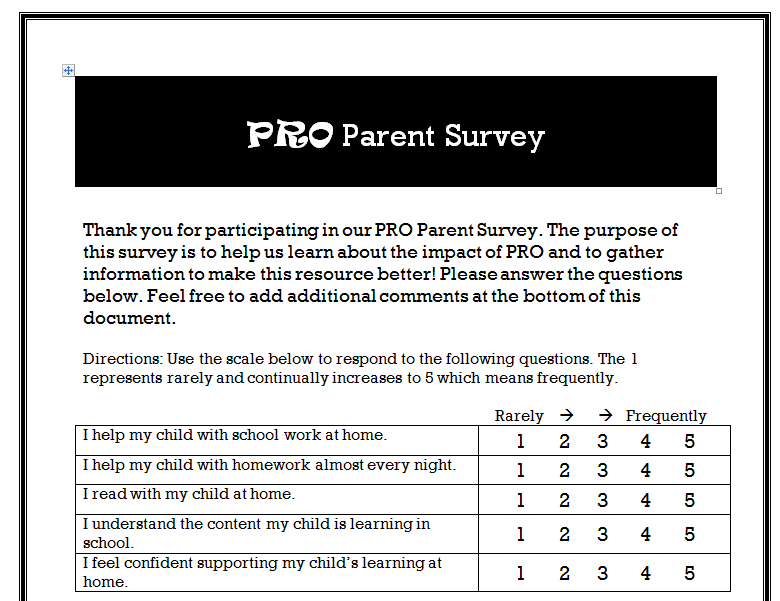 PRO Parent Survey
Thank you for participating in our PRO Parent Survey. The purpose of
this survey is to help us learn about the impact of PRO and to gather
information to make this resource better! Please answer the questions
below. Feel free to add additional comments at the bottom of this
document.
Directions: Use the scale below to respond to the following questions. The 1
represents rarely and continually increases to 5 which means frequently.
Rarely → → Frequently
I help my child with school work at home. 1 2 3 4 5
I help my child with homework almost every night. 1 2 3 4 5
I read with my child at home. 1 2 3 4 5
I understand the content my child is learning in
school. 1 2 3 4 5
I feel confident supporting my child's learning at
home. 1 2 3 4 5